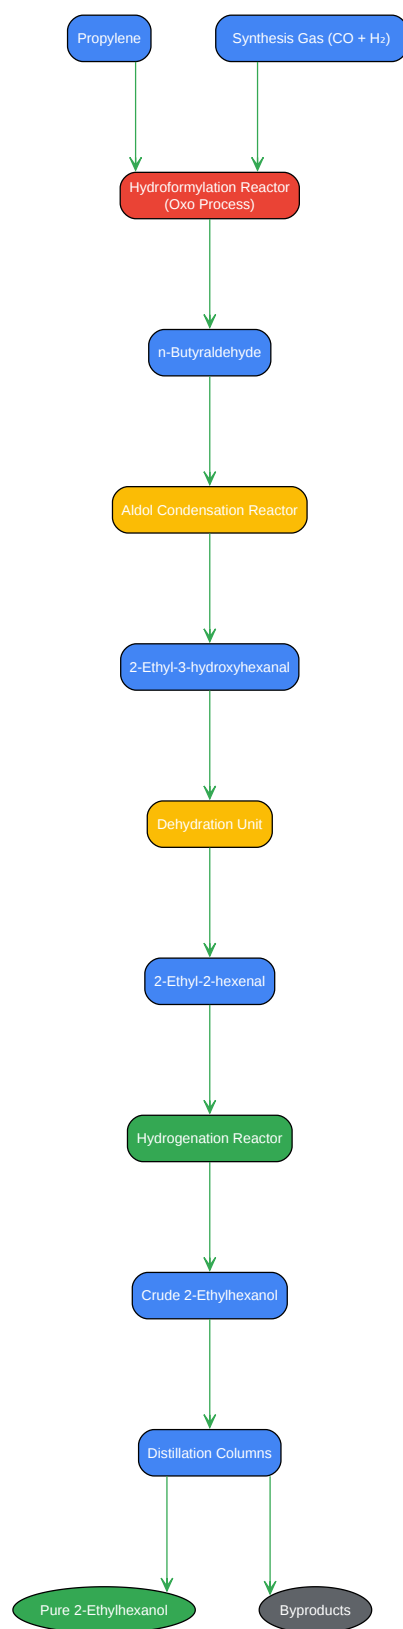 Propylene
Synthesis Gas (CO + H₂)
Hydroformylation Reactor
(Oxo Process)
n-Butyraldehyde
Aldol Condensation Reactor
2-Ethyl-3-hydroxyhexanal
Dehydration Unit
2-Ethyl-2-hexenal
Hydrogenation Reactor
Crude 2-Ethylhexanol
Distillation Columns
Pure 2-Ethylhexanol
Byproducts